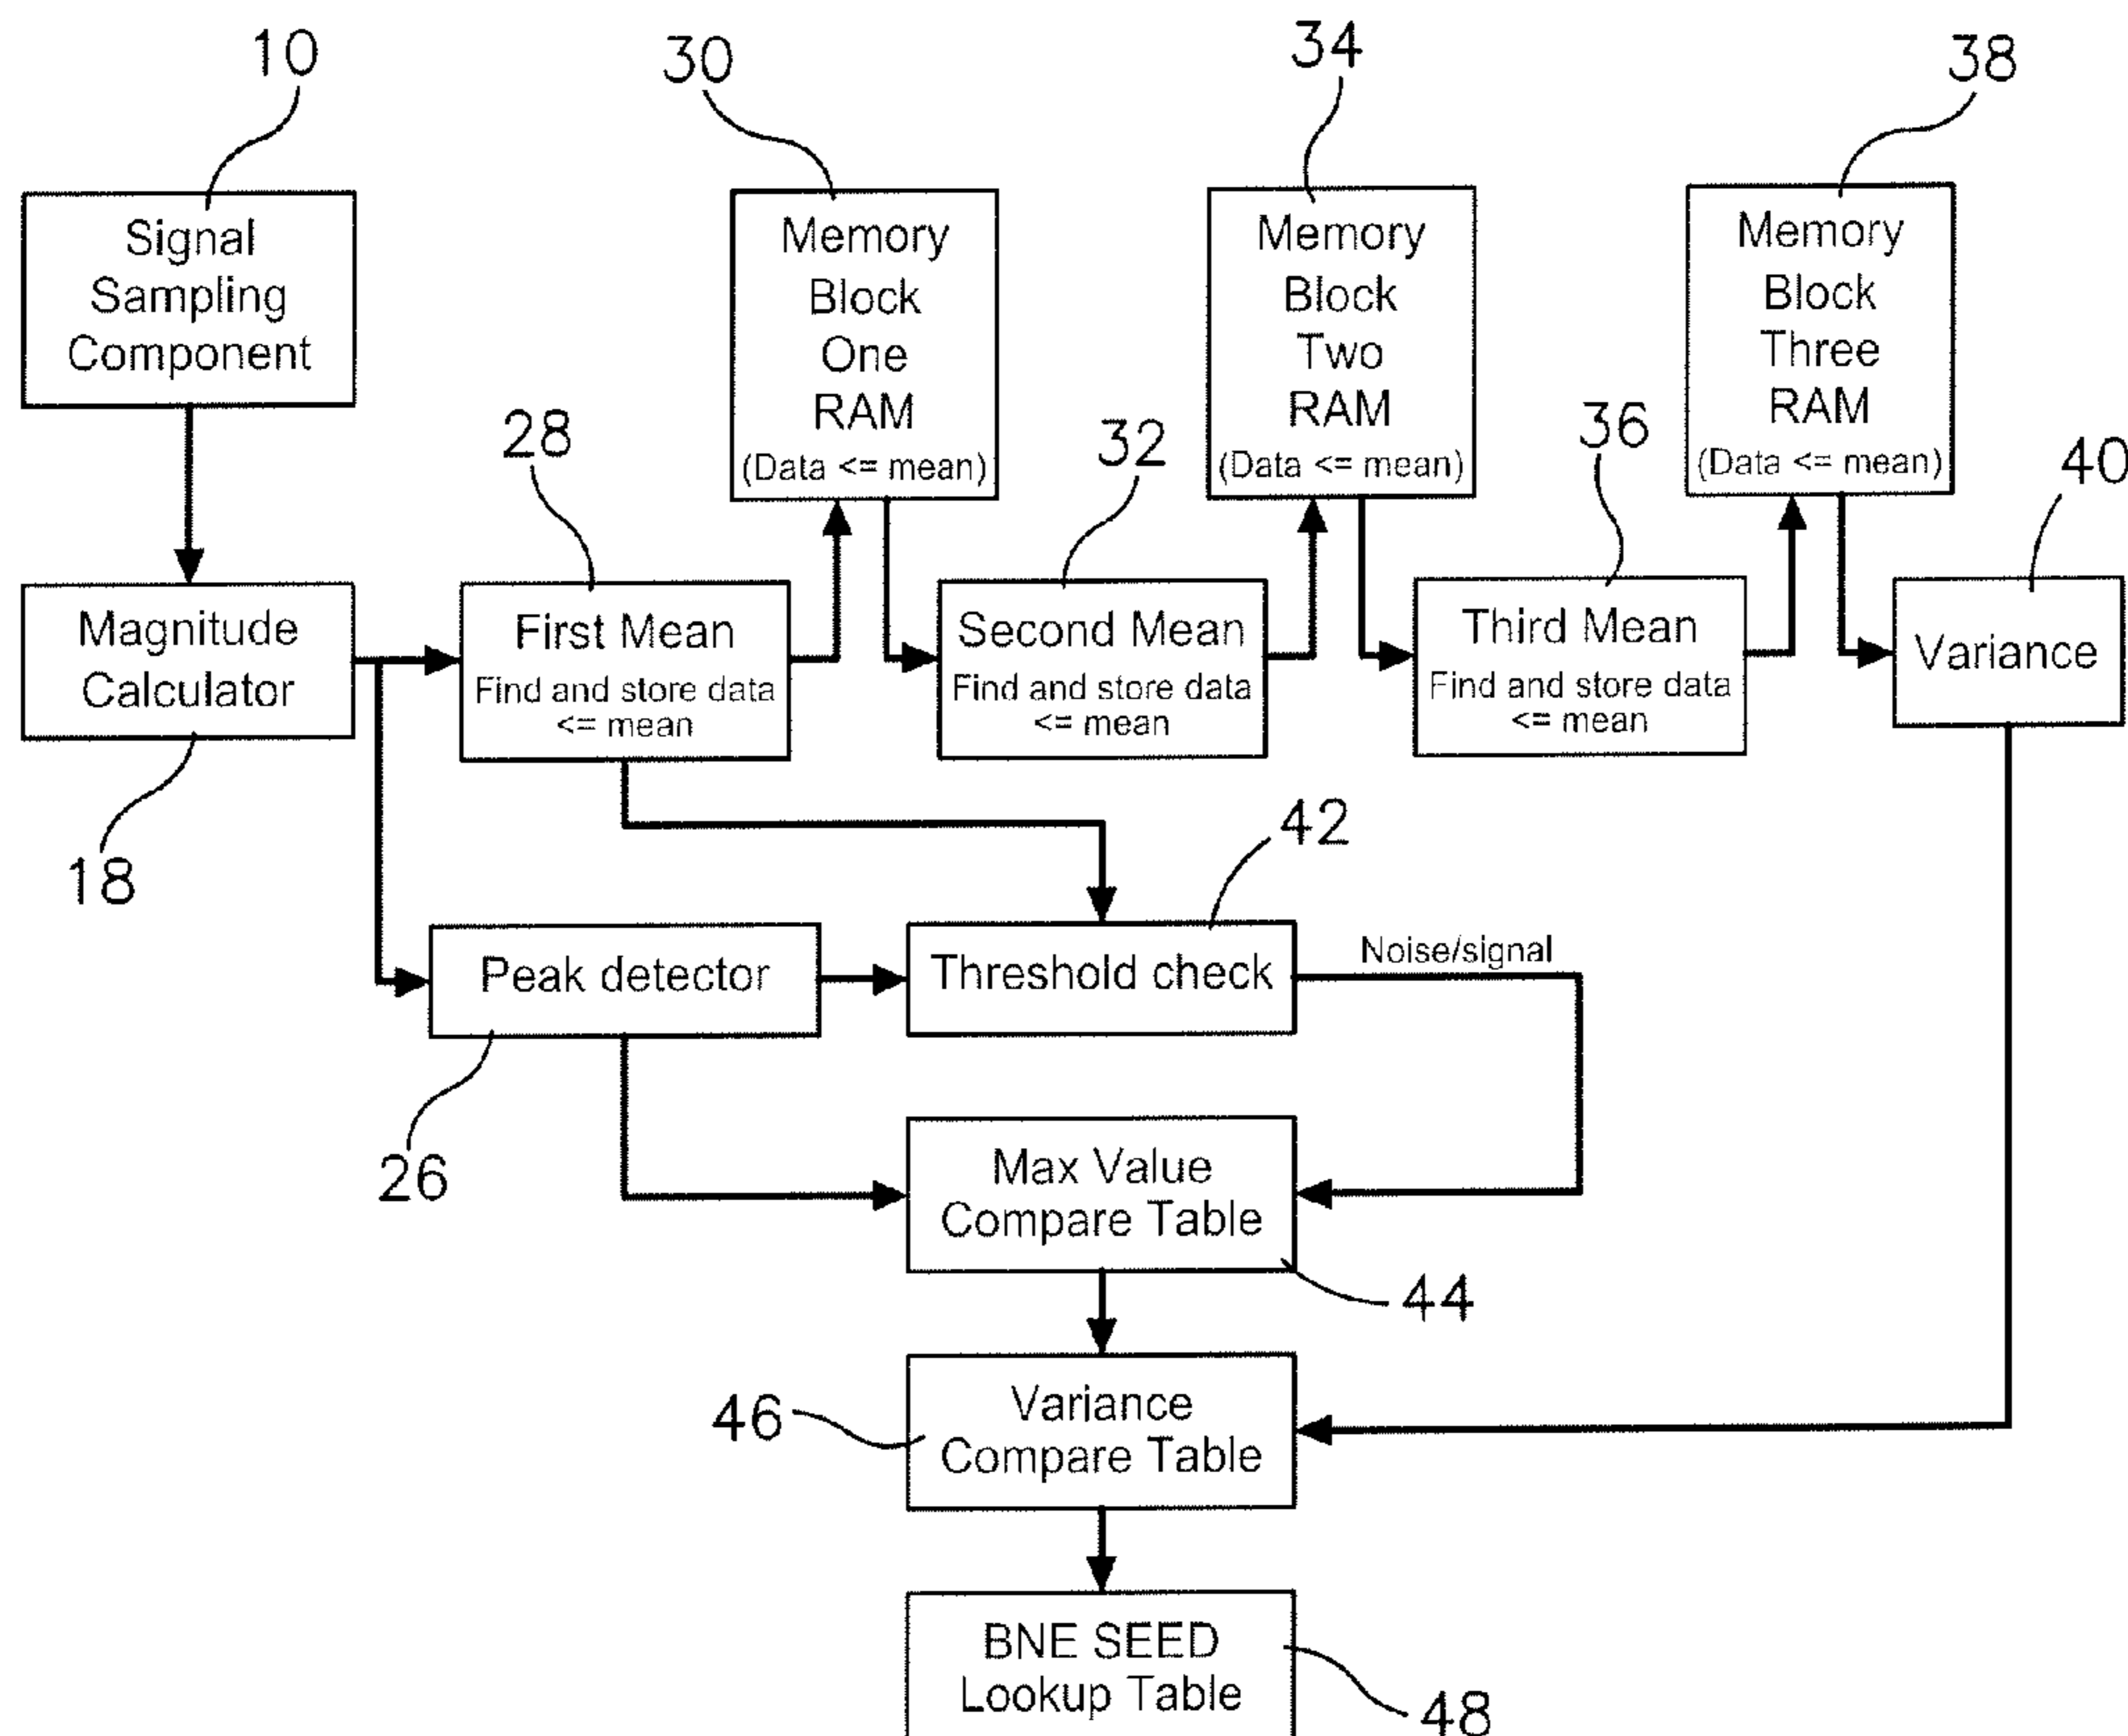 10
30
34
38
Signal
Sampling
Component
Memory
Block
One
RAM
(Data <= mean)
Memory
Block
Two
RAM
(Data <= mean)
Memory
Block
Three
RAM
(Data <= mean)
28
32
36
40
Magnitude
Calculator
First Mean
Find and store data
<= mean
Second Mean
Find and store data
<= mean
Third Mean
Find and store data
<= mean
Variance
18
42
Peak detector
Threshold check
Noise/signal
26
Max Value
Compare Table
44
46
Variance
Compare Table
BNE SEED
Lookup Table
48